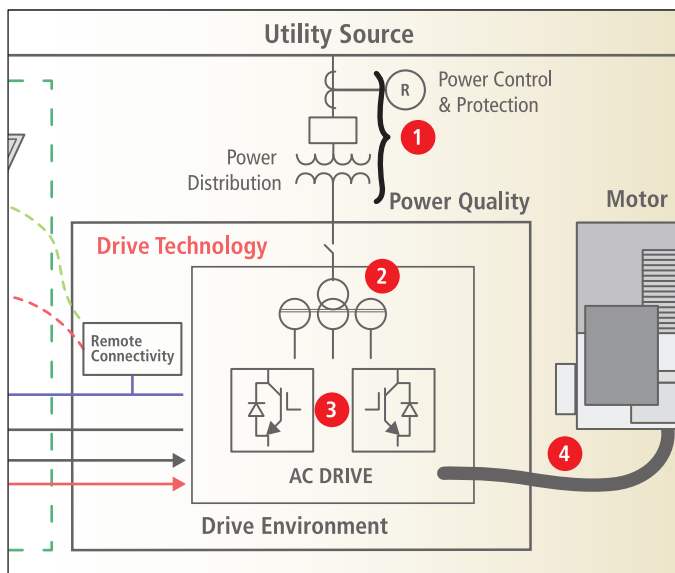 Utility Source
R
Power Control
& Protection
1
Power
Distribution
Power Quality
Motor
Drive Technology
2
Remote
Connectivity
3
4
AC DRIVE
Drive Environment